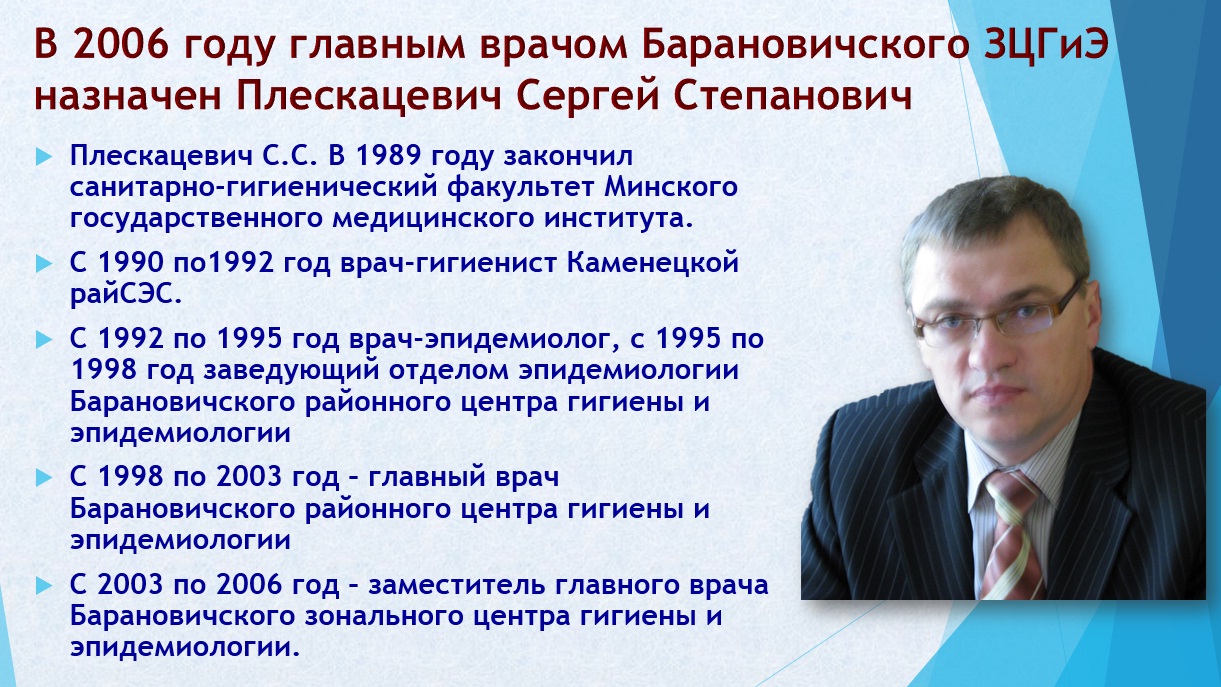 В 2006 году главным врачом Барановичского ЗЦГиЭ
назначен Плескацевич Сергей Степанович
Плескацевич С.С. В 1989 году закончил
санитарно-гигиенический факультет Минского
государственного медицинского института.
С 1990 по1992 год врач-гигиенист Каменецкой
райСЭС.
С 1992 по 1995 год врач-эпидемиолог, с 1995 по
1998 год заведующий отделом эпидемиологии
Барановичского районного центра гигиены и
эпидемиологии
С 1998 по 2003 год – главный врач
Барановичского районного центра гигиены и
эпидемиологии
С 2003 по 2006 год – заместитель главного врача
Барановичского зонального центра гигиены и
эпидемиологии.